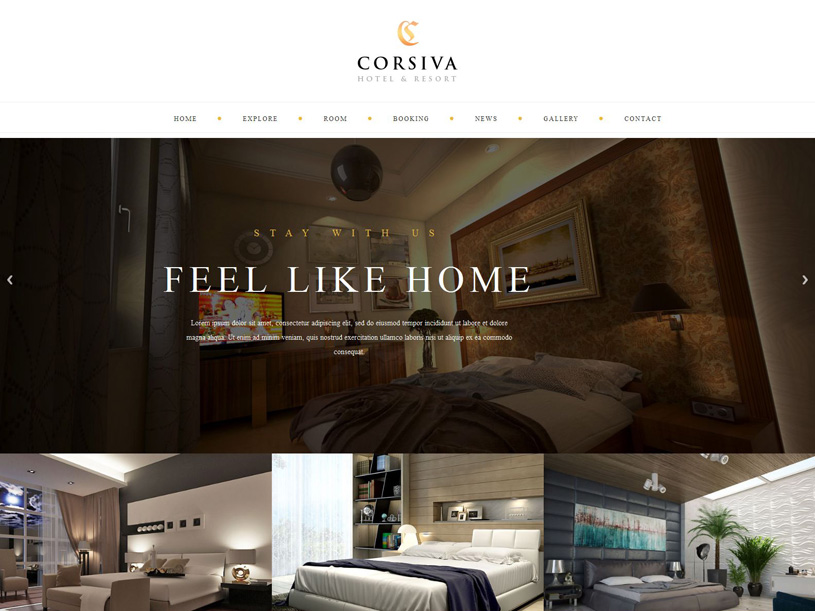 CORSIVA
HOTEL & RESORT
HOME EXPLORE ROOM BOOKING NEWS GALLERY CONTACT
STAY WITH US
FEEL LIKE HOME
Lorem ipsum dolor sit amet, consectetur adipiscing elit, sed do eiusmod tempor incididunt ut labore et dolore
magna aliqua. Ut enim ad minim veniam, quis nostrud exercitation ullamco laboris nisi ut aliquip ex ea commodo
consequat.